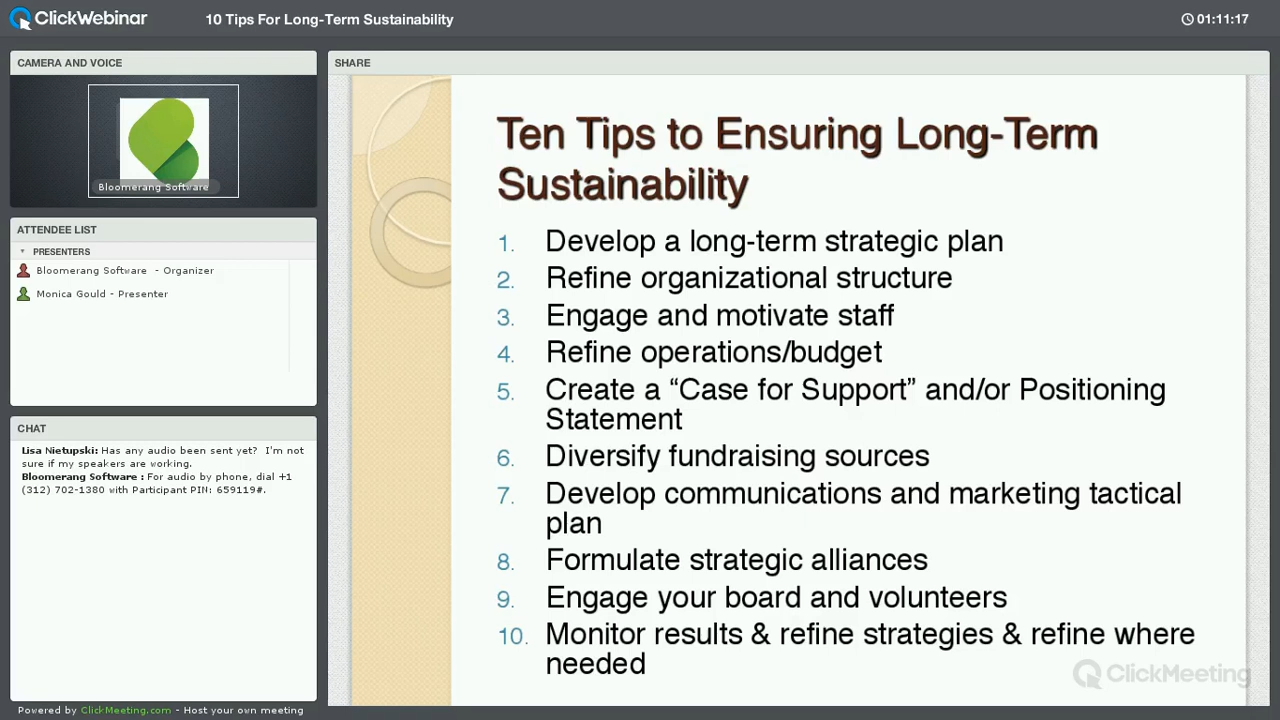 ClickWebinar
10 Tips For Long-Term Sustainability
01:11:17
CAMERA AND VOICE
Bloomerang Software
ATTENDEE LIST
PRESENTERS
Bloomerang Software - Organizer
Monica Gould - Presenter
CHAT
Lisa Nietupski: Has any audio been sent yet? I'm not
sure if my speakers are working.
Bloomerang Software : For audio by phone, dial +1
(312) 702-1380 with Participant PIN: 659119#.
Powered by ClickMeeting.com - Host your own meeting
SHARE
Ten Tips to Ensuring Long-Term
Sustainability
1. Develop a long-term strategic plan
2. Refine organizational structure
3. Engage and motivate staff
4. Refine operations/budget
5. Create a “Case for Support” and/or Positioning
Statement
6. Diversify fundraising sources
7. Develop communications and marketing tactical
plan
8. Formulate strategic alliances
9. Engage your board and volunteers
10. Monitor results & refine strategies & refine where
needed
ClickMeeting